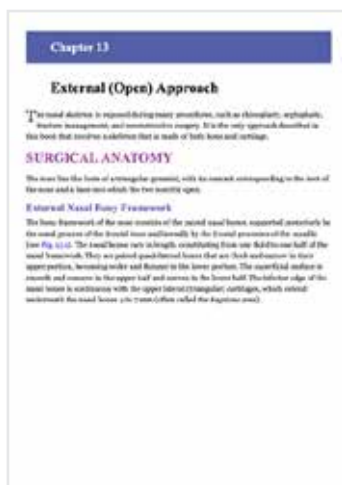 Chapter 13
External (Open) Approach
The nasal skeleton is exposed during many procedures, such as rhinoplasty, septoplasty,
fracture management, and reconstructive surgery. It is the only approach described in
this book that involves a skeleton that is made of both bone and cartilage.
SURGICAL ANATOMY
The nose has the form of a triangular pyramid, with its summit corresponding to the root of
the nose and a base into which the two nostrils open.
External Nasal Bony Framework
The bony framework of the nose consists of the paired nasal bones, supported posteriorly by
the nasal process of the frontal bone and laterally by the frontal processes of the maxilla
(see Fig. 13.1). The nasal bones vary in length, constituting from one third to one half of the
nasal framework. They are paired quadrilateral bones that are thick and narrow in their
upper portion, becoming wider and thinner in the lower portion. The superficial surface is
smooth and concave in the upper half and convex in the lower half. The inferior edge of the
nasal bones is continuous with the upper lateral (triangular) cartilages, which extend
underneath the nasal bones to 7 mm (often called the keystone area).